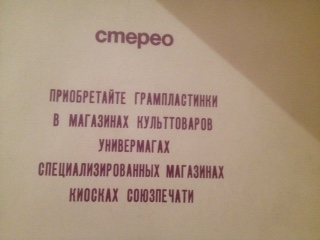 стерео
ПРИОБРЕТАЙТЕ ГРАМПЛАСТИНКИ
В МАГАЗИНАХ КУЛЬТТОВАРОВ
УНИВЕРМАГАХ
СПЕЦИАЛИЗИРОВАННЫХ МАГАЗИНАХ
КИОСКАХ СОЮЗПЕЧАТИ